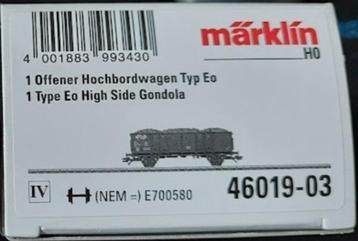 4 001883 993430
märklin
H0
1 Offener Hochbordwagen Typ Eo
1 Type Eo High Side Gondola
IV
(NEM =) E700580
46019-03